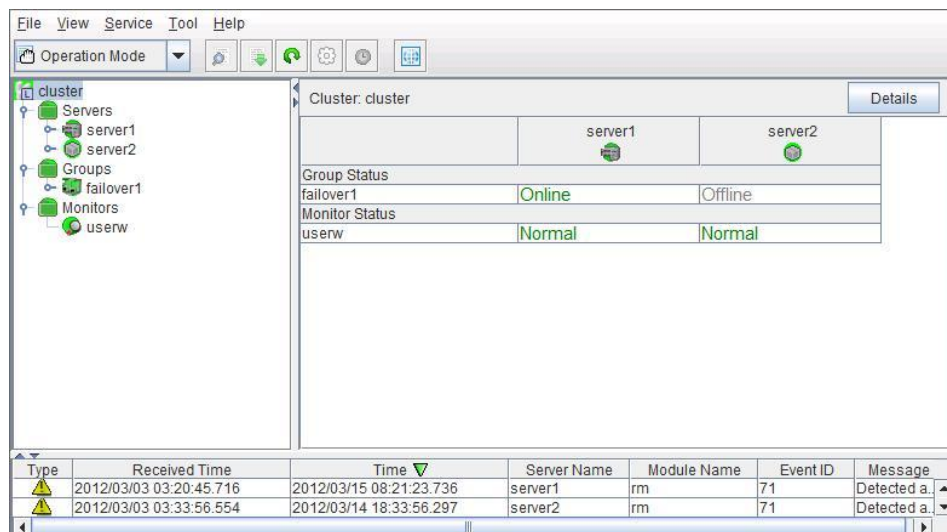 File View Service Tool Help
Operation Mode
cluster
Servers
server1
server2
Groups
failover1
Monitors
userw
Cluster: cluster Details
server1 server2
Group Status
failover1 Online Offline
Monitor Status
userw Normal Normal
Type Received Time Time Server Name Module Name Event ID Message
2012/03/03 03:20:45.716 2012/03/15 08:21:23.736 server1 rm 71 Detected a..
2012/03/03 03:33:56.554 2012/03/14 18:33:56.297 server2 rm 71 Detected a..